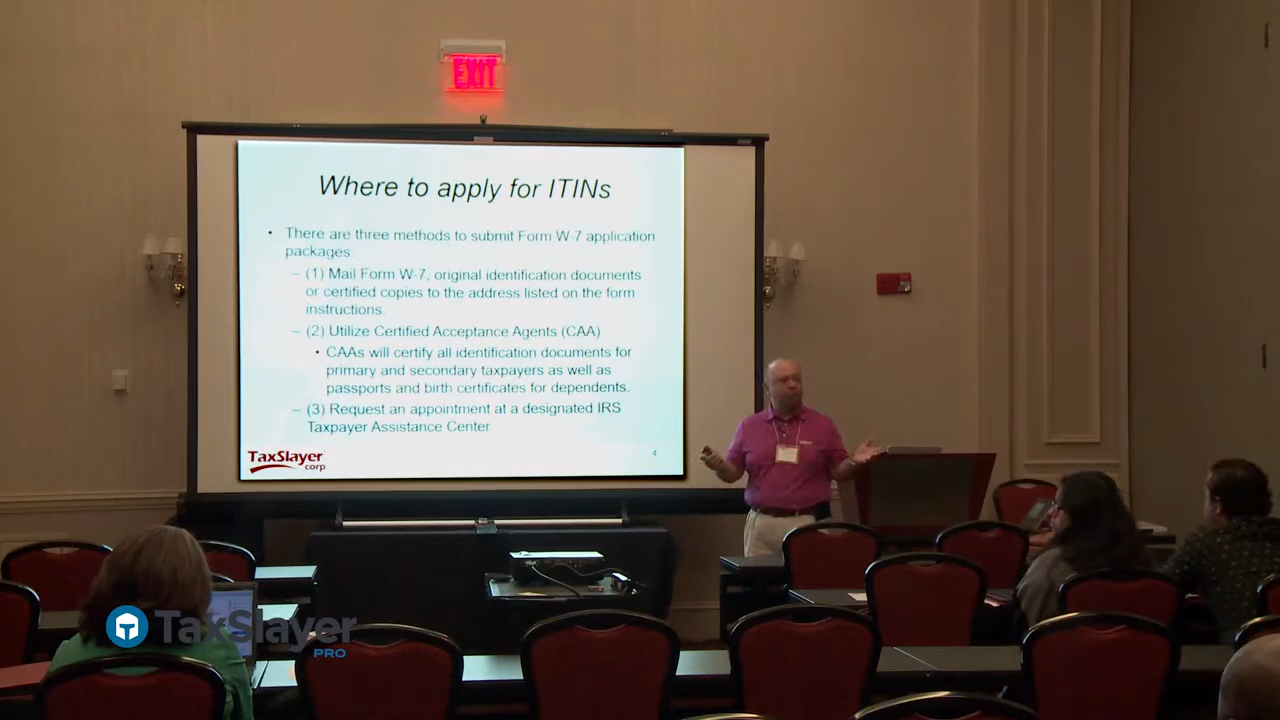 EXIT
Where to apply for ITINs
• There are three methods to submit Form W-7 application
packages.
– (1) Mail Form W-7, original identification documents
or certified copies to the address listed on the form
instructions.
– (2) Utilize Certified Acceptance Agents (CAA)
• CAAs will certify all identification documents for
primary and secondary taxpayers as well as
passports and birth certificates for dependents.
– (3) Request an appointment at a designated IRS
Taxpayer Assistance Center.
TaxSlayer
corp
4
TaxSlayer
PRO